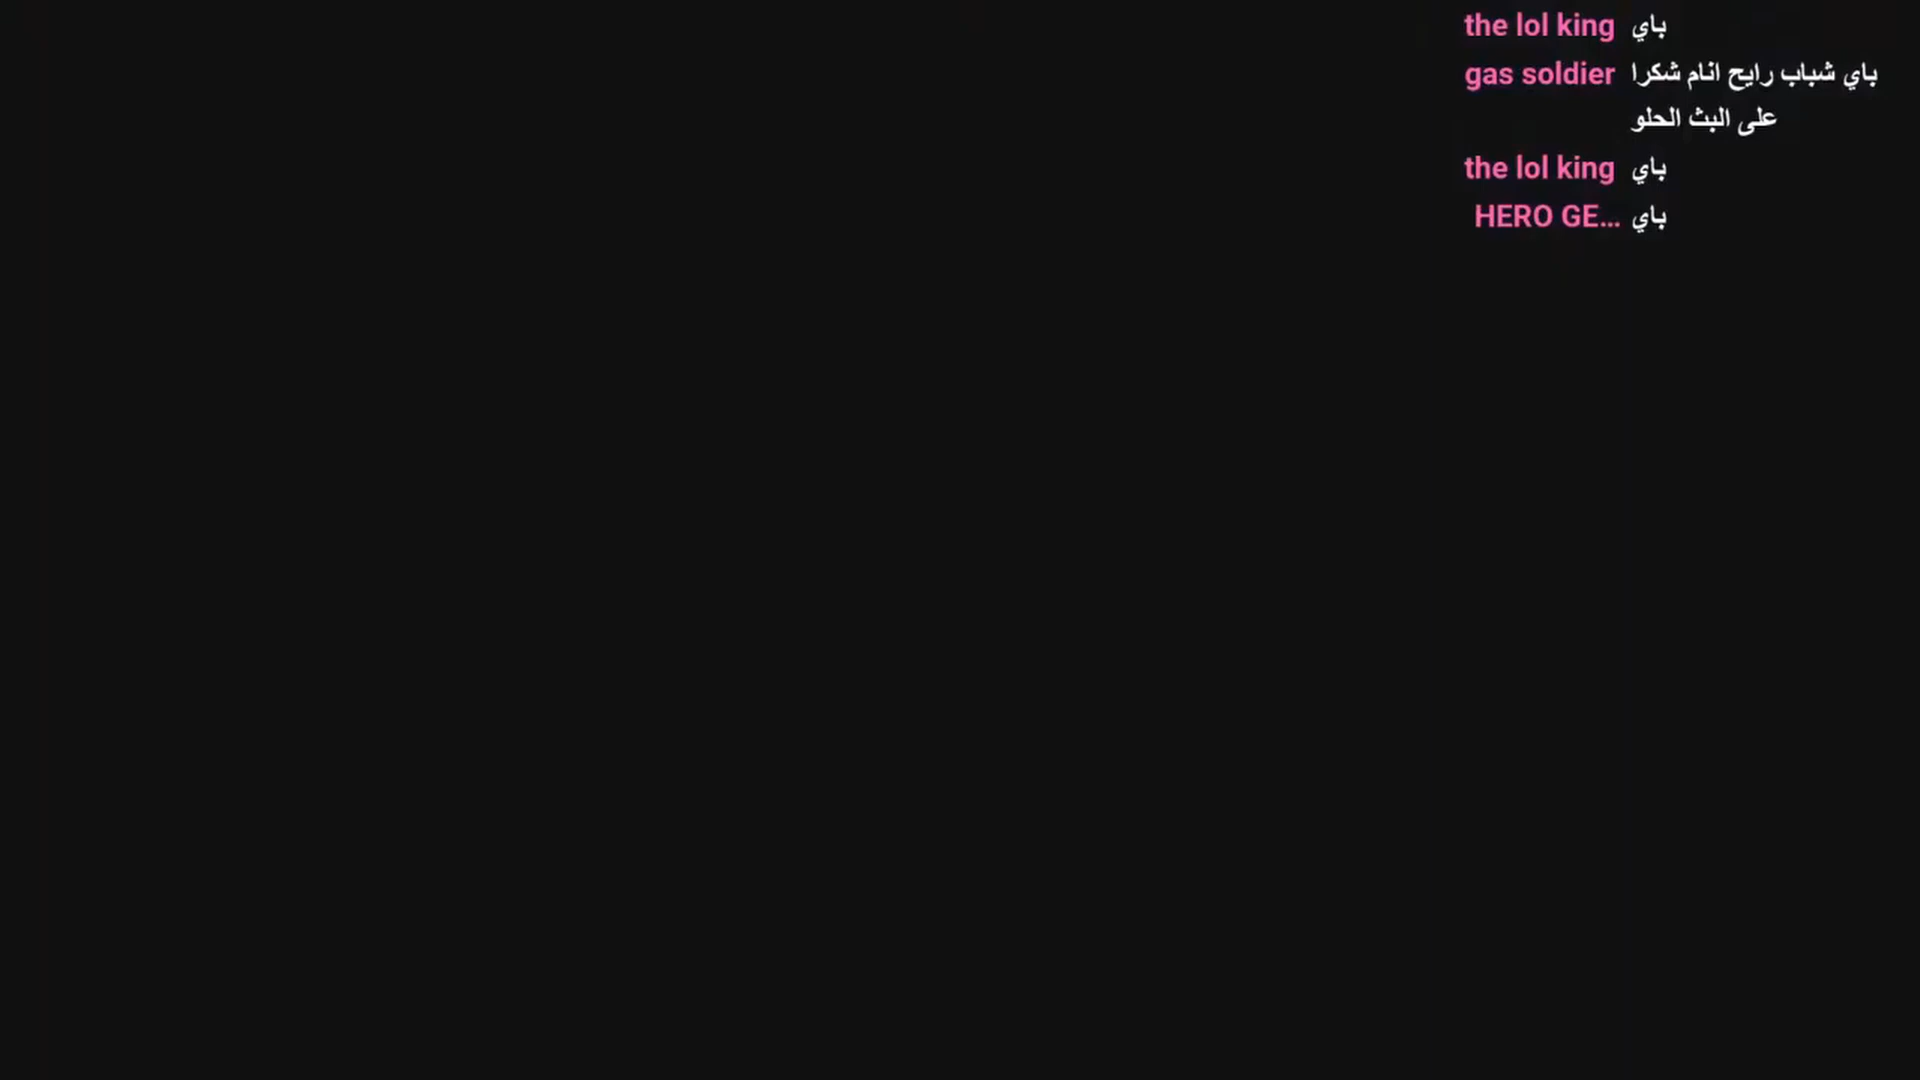 the lol king باي
gas soldier باي شباب رايح انام شكرا
على البث الحلو
the lol king باي
HERO GE... باي